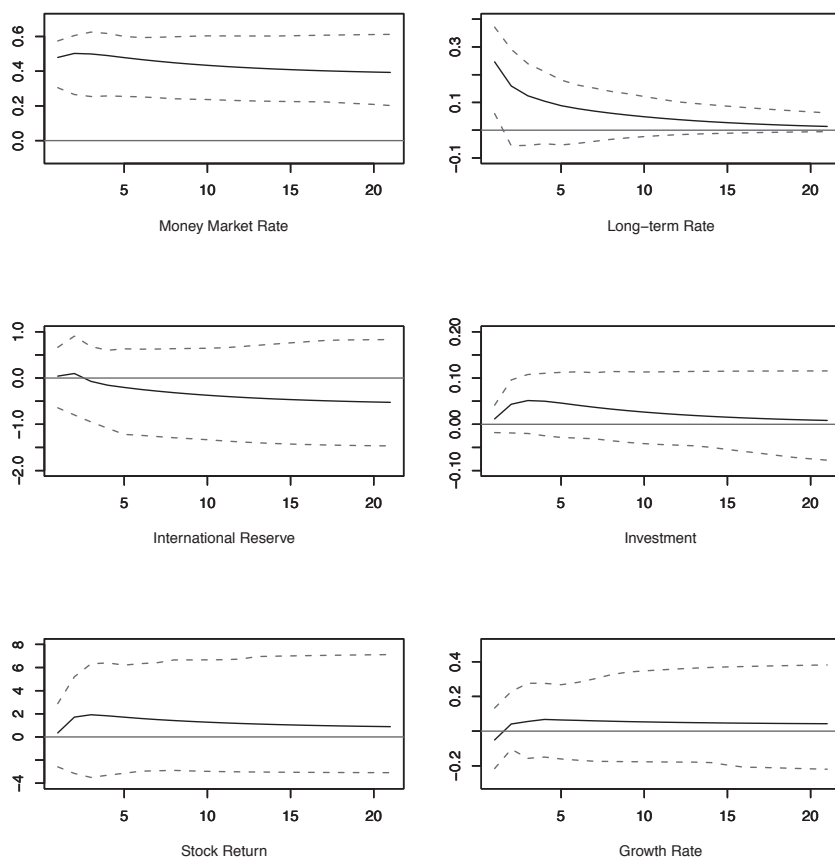 0.6
0.4
0.2
0.0
5 10 15 20
Money Market Rate
0.3
0.1
−0.1
5 10 15 20
Long−term Rate
1.0
0.0
−1.0
−2.0
5 10 15 20
International Reserve
0.20
0.10
0.00
−0.10
5 10 15 20
Investment
8
6
4
2
0
−4
5 10 15 20
Stock Return
0.4
0.2
−0.2
5 10 15 20
Growth Rate